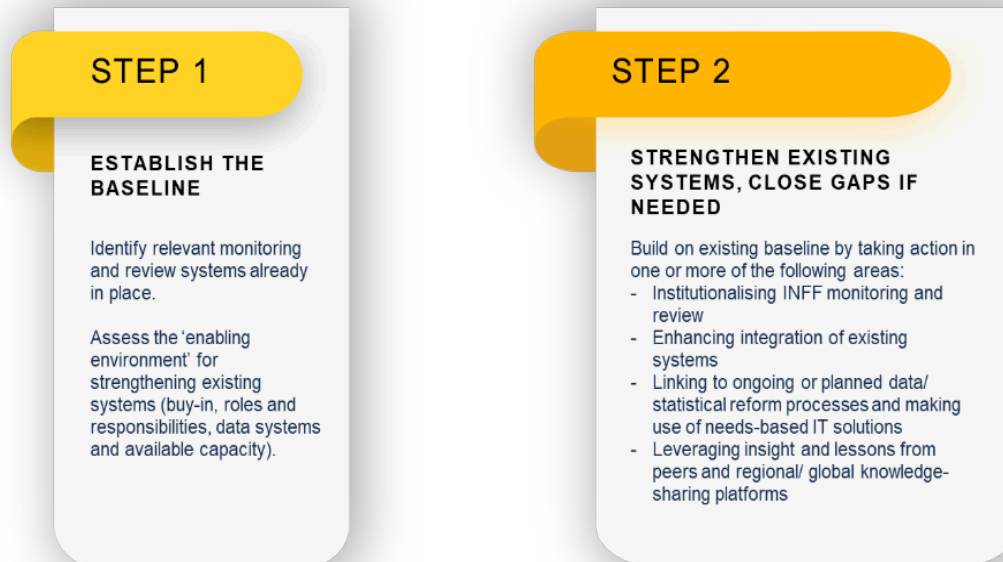 STEP 1
ESTABLISH THE
BASELINE
Identify relevant monitoring
and review systems already
in place.
Assess the ‘enabling
environment’ for
strengthening existing
systems (buy-in, roles and
responsibilities, data systems
and available capacity).
STEP 2
STRENGTHEN EXISTING
SYSTEMS, CLOSE GAPS IF
NEEDED
Build on existing baseline by taking action in
one or more of the following areas:
- Institutionalising INFF monitoring and
review
- Enhancing integration of existing
systems
- Linking to ongoing or planned data/
statistical reform processes and making
use of needs-based IT solutions
- Leveraging insight and lessons from
peers and regional/ global knowledge-
sharing platforms